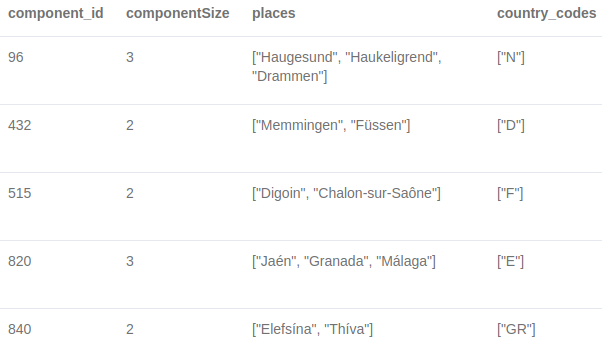 component_id componentSize places country_codes
96 3 ["Haugesund", "Haukeligrend", ["N"]
"Drammen"]
432 2 ["Memmingen", "Füssen"] ["D"]
515 2 ["Digoin", "Chalon-sur-Saône"] ["F"]
820 3 ["Jaén", "Granada", "Málaga"] ["E"]
840 2 ["Elefsína", "Thíva"] ["GR"]